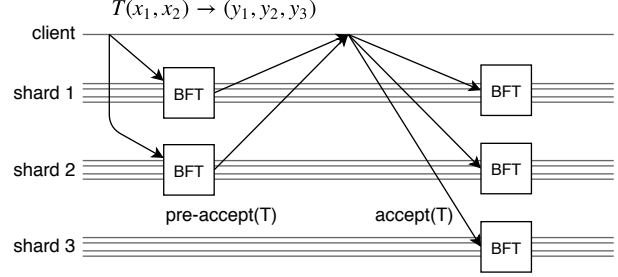 T(x₁, x₂) → (y₁, y₂, y₃)
client
shard 1
BFT
BFT
shard 2
BFT
BFT
pre-accept(T)
accept(T)
shard 3
BFT